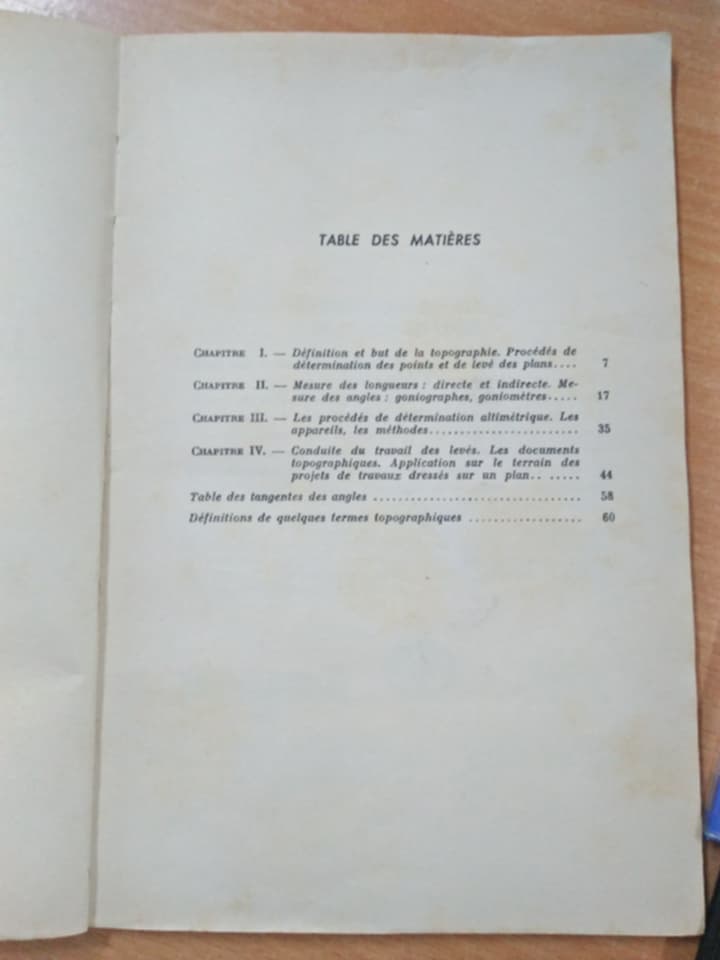 TABLE DES MATIÈRES
CHAPITRE I. — Définition et but de la topographie. Procédés de
détermination des points et de levé des plans.... 7
CHAPITRE II. — Mesure des longueurs : directe et indirecte. Me-
sure des angles : goniographes, goniomètres..... 17
CHAPITRE III. — Les procédés de détermination altimétrique. Les
appareils, les méthodes......................... 35
CHAPITRE IV. — Conduite du travail des levés. Les documents
topographiques. Application sur le terrain des
projets de travaux dressés sur un plan.. ..... 44
Table des tangentes des angles .................................. 58
Définitions de quelques termes topographiques .................. 60